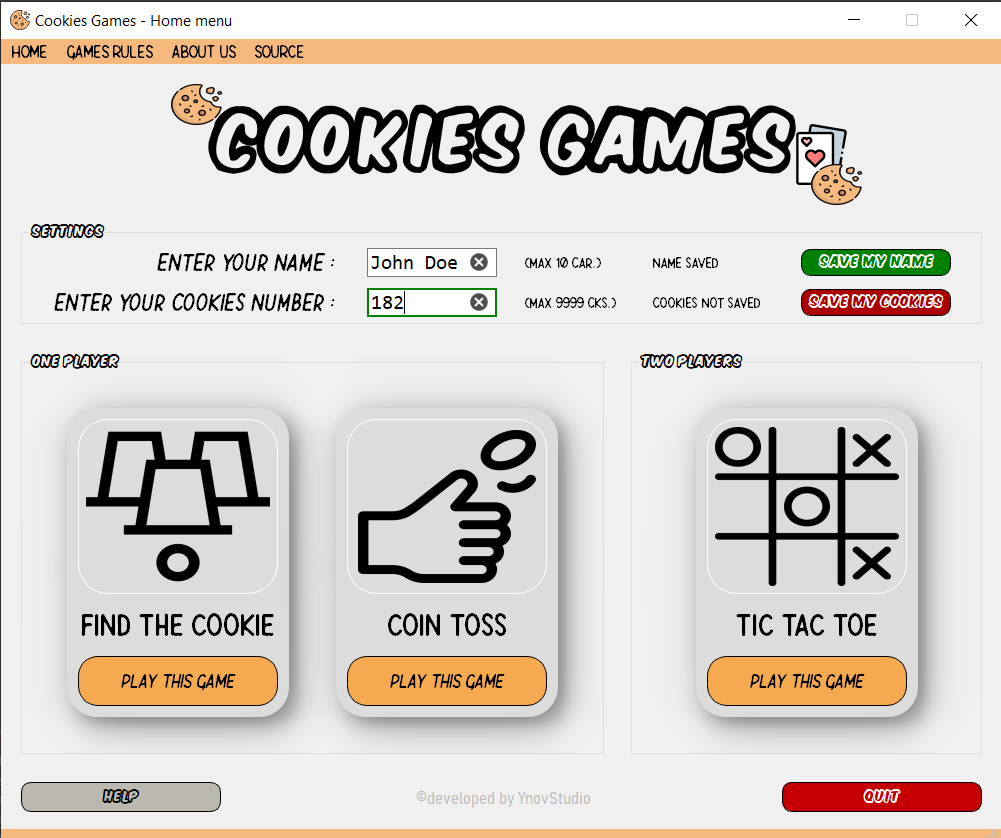 Cookies Games - Home menu
HOME GAMES RULES ABOUT US SOURCE
COOKIES GAMES
SETTINGS
ENTER YOUR NAME : John Doe (MAX 10 CAR.) NAME SAVED SAVE MY NAME
ENTER YOUR COOKIES NUMBER : 182 (MAX 9999 CKS.) COOKIES NOT SAVED SAVE MY COOKIES
ONE PLAYER TWO PLAYERS
FIND THE COOKIE COIN TOSS TIC TAC TOE
PLAY THIS GAME PLAY THIS GAME PLAY THIS GAME
HELP ©developed by YnovStudio QUIT